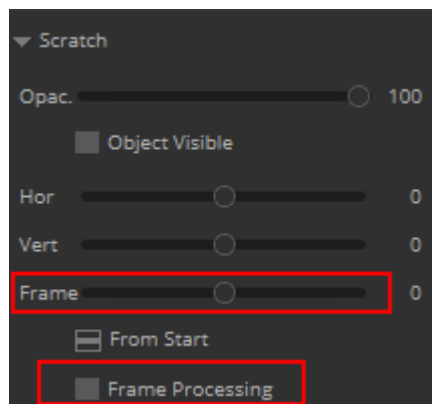 Scratch
Opac. 100
Object Visible
Hor 0
Vert 0
Frame 0
From Start
Frame Processing